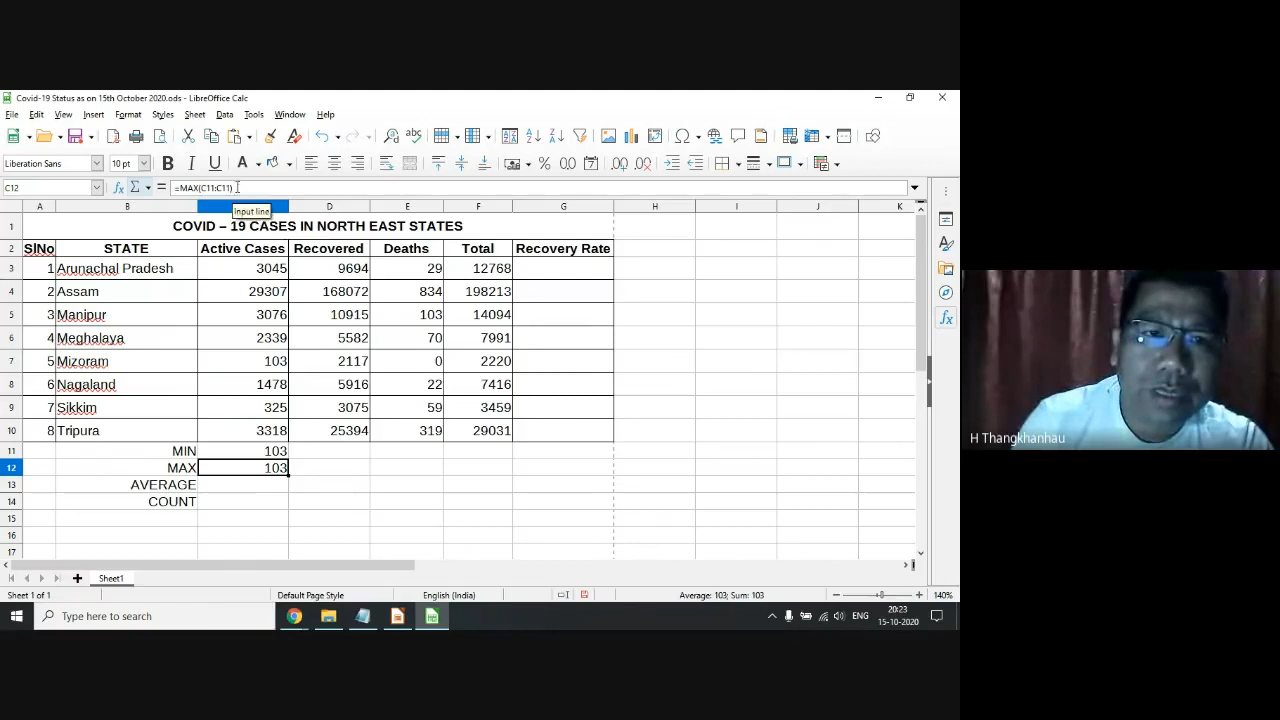 Covid-19 Status as on 15th October 2020.ods - LibreOffice Calc
File Edit View Insert Format Styles Sheet Data Tools Window Help
Liberation Sans 10 pt
C12 =MAX(C11:C11)
Input line
F G H I J K
1 COVID – 19 CASES IN NORTH EAST STATES
2 SlNo STATE Active Cases Recovered Deaths Total Recovery Rate
3 1 Arunachal Pradesh 3045 9694 29 12768
4 2 Assam 29307 168072 834 198213
5 3 Manipur 3076 10915 103 14094
6 4 Meghalaya 2339 5582 70 7991
7 5 Mizoram 103 2117 0 2220
8 6 Nagaland 1478 5916 22 7416
9 7 Sikkim 325 3075 59 3459
10 8 Tripura 3318 25394 319 29031
11 MIN 103
12 MAX 103
13 AVERAGE
14 COUNT
15
16
17
Sheet1
Sheet 1 of 1 Default Page Style English (India) Average: 103; Sum: 103 140%
Type here to search ENG 20:23
15-10-2020
H Thangkhanhau